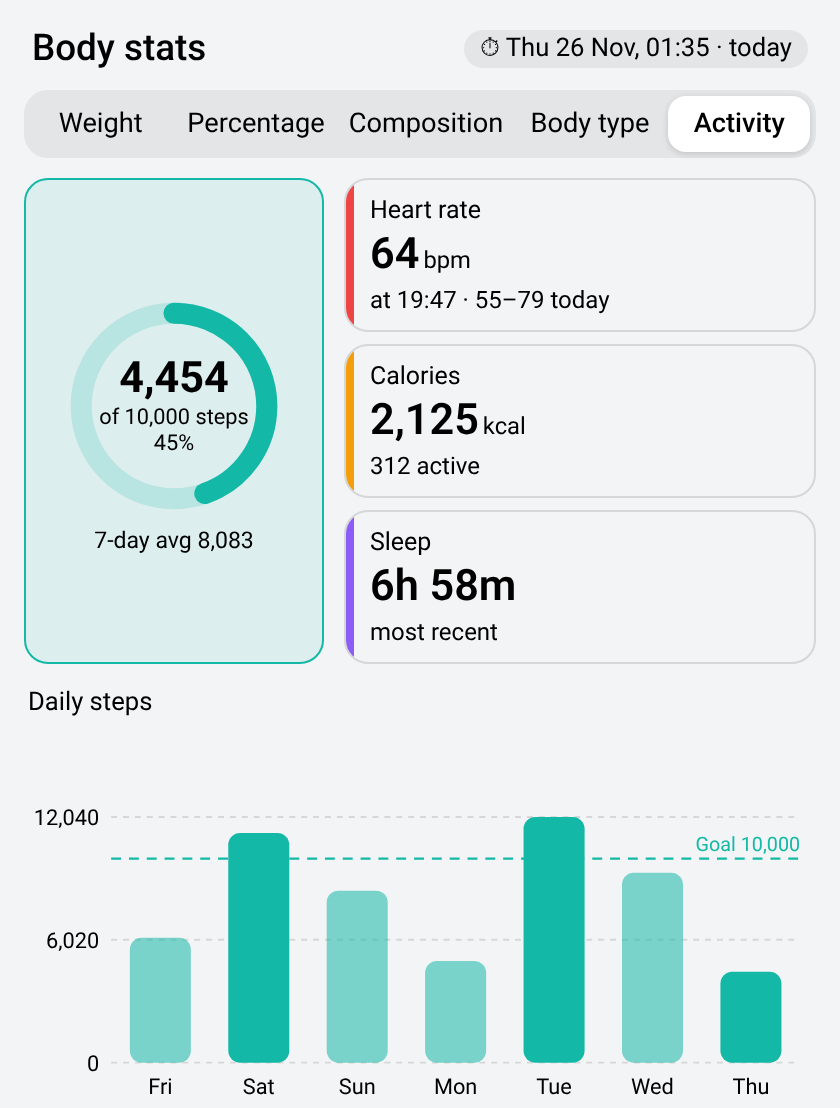 Body stats
⏱ Thu 26 Nov, 01:35 · today
Weight Percentage Composition Body type Activity
4,454
of 10,000 steps
45%
7-day avg 8,083
Heart rate
64 bpm
at 19:47 · 55–79 today
Calories
2,125 kcal
312 active
Sleep
6h 58m
most recent
Daily steps
12,040
Goal 10,000
6,020
0
Fri Sat Sun Mon Tue Wed Thu